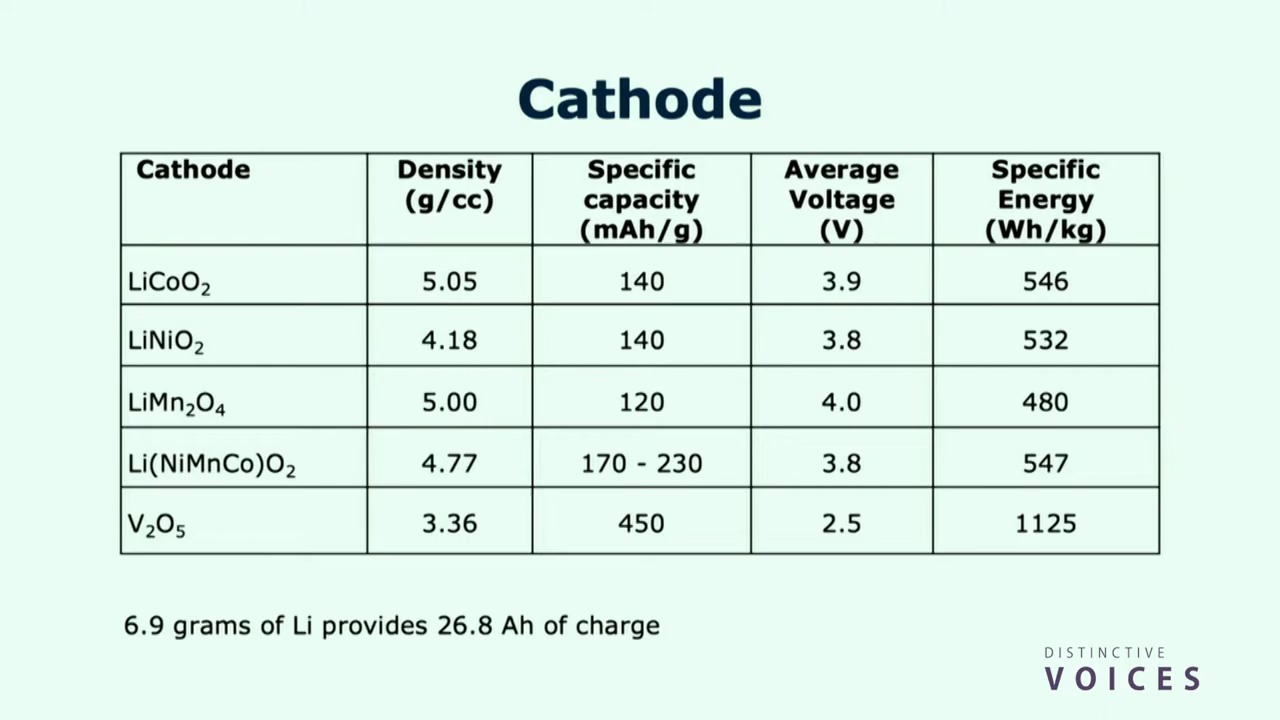 Cathode
Cathode Density (g/cc) Specific capacity (mAh/g) Average Voltage (V) Specific Energy (Wh/kg)
LiCoO₂ 5.05 140 3.9 546
LiNiO₂ 4.18 140 3.8 532
LiMn₂O₄ 5.00 120 4.0 480
Li(NiMnCo)O₂ 4.77 170 - 230 3.8 547
V₂O₅ 3.36 450 2.5 1125
6.9 grams of Li provides 26.8 Ah of charge
DISTINCTIVE
VOICES